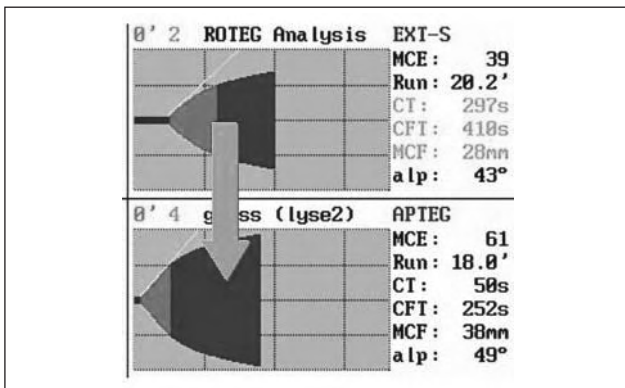 0' 2 ROTEG Analysis EXT-S
MCE: 39
Run: 20.2'
CT: 297s
CFT: 410s
MCF: 28mm
alp: 43°
0' 4 (lyse2) APTEG
MCE: 61
Run: 18.0'
CT: 50s
CFT: 252s
MCF: 38mm
alp: 49°